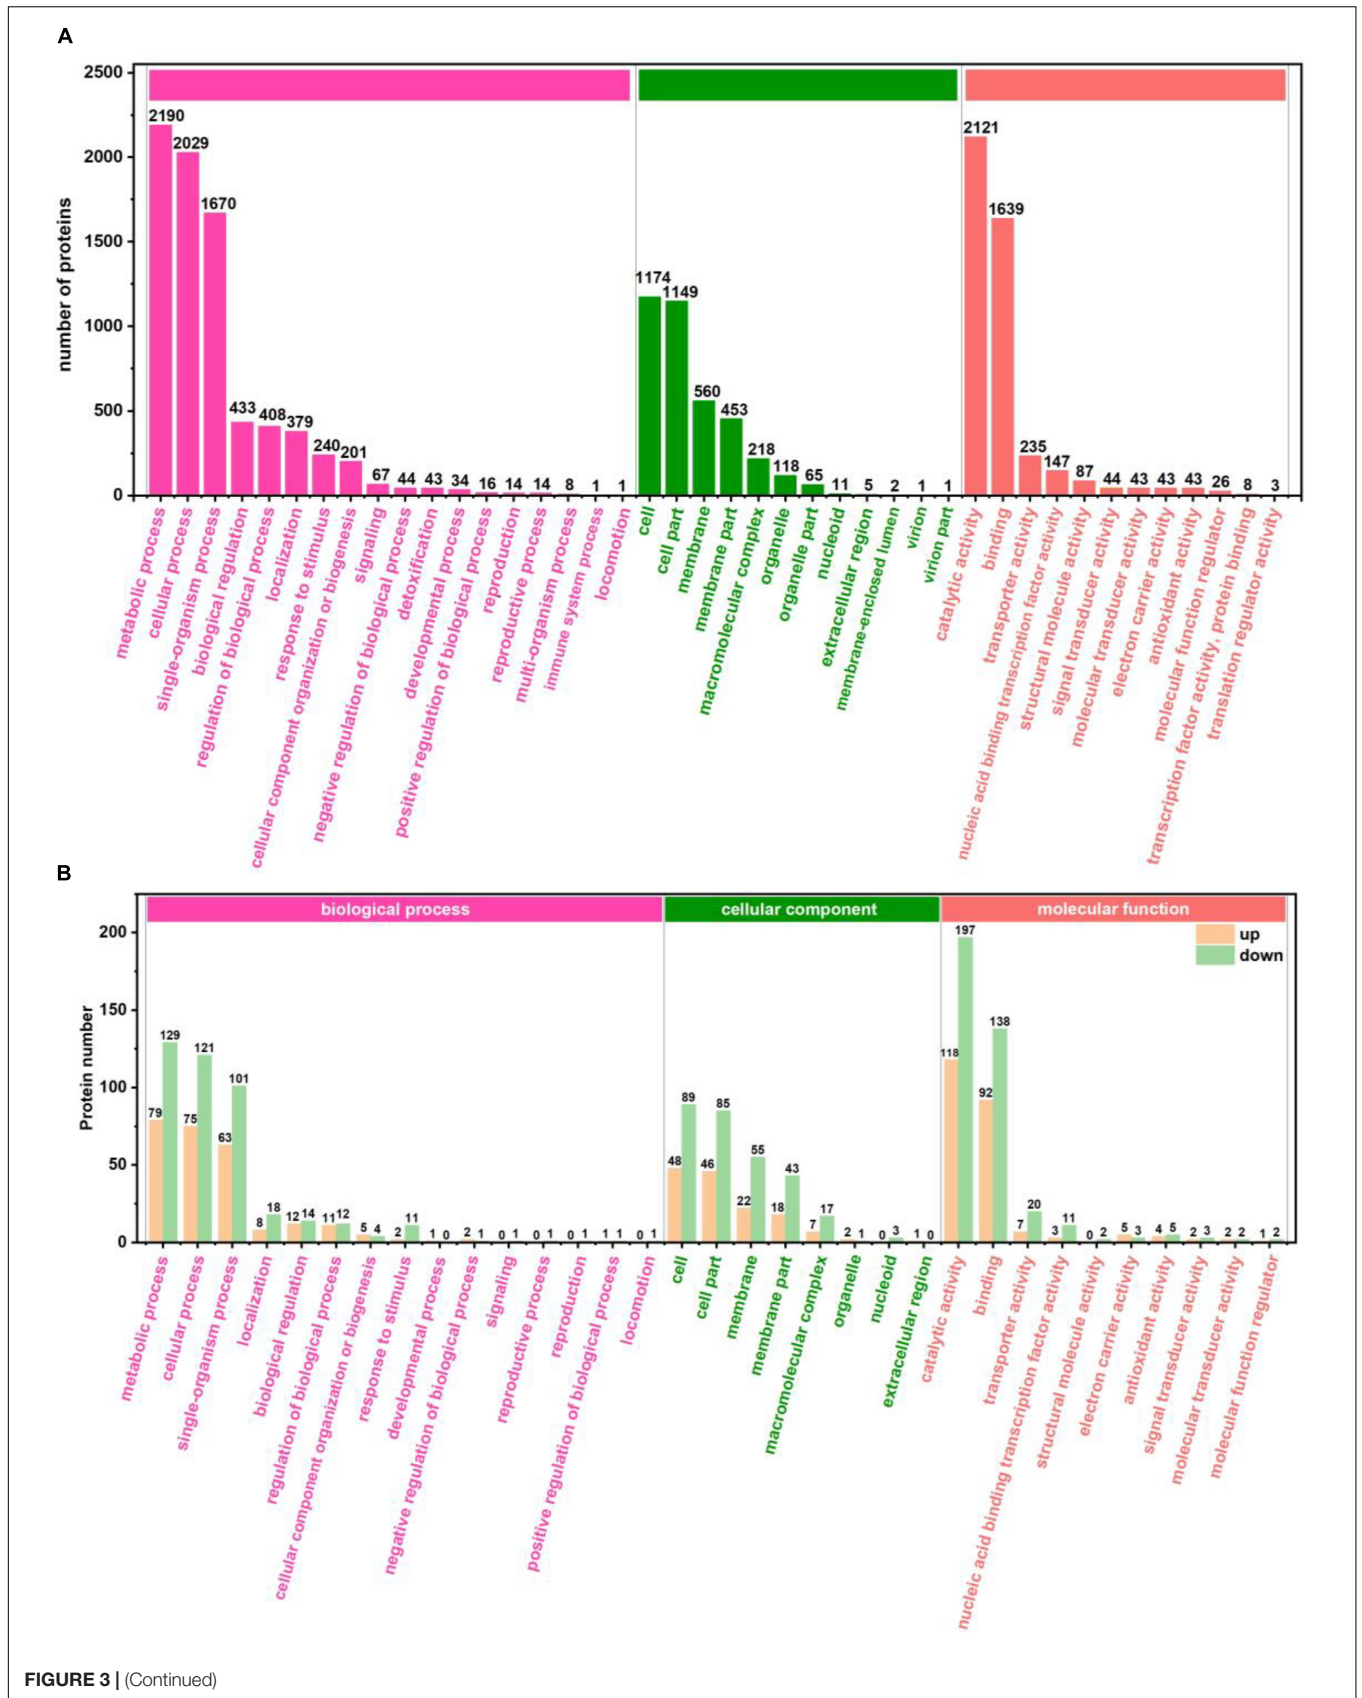 A
number of proteins
2500
2000
1500
1000
500
0
2190
2029
1670
433
408
379
240
201
67
44
43
34
16
14
14
8
1
1
1174
1149
560
453
218
118
65
11
5
2
1
1
2121
1639
235
147
87
44
43
43
43
26
8
3
metabolic process
cellular process
single-organism process
biological regulation
regulation of biological process
localization
response to stimulus
cellular component organization or biogenesis
signaling
negative regulation of biological process
detoxification
developmental process
positive regulation of biological process
reproduction
reproductive process
multi-organism process
immune system process
locomotion
cell
cell part
membrane
membrane part
macromolecular complex
organelle
organelle part
nucleoid
extracellular region
membrane-enclosed lumen
virion
virion part
catalytic activity
binding
transporter activity
nucleic acid binding transcription factor activity
structural molecule activity
signal transducer activity
molecular transducer activity
electron carrier activity
antioxidant activity
molecular function regulator
transcription factor activity, protein binding
translation regulator activity
B
biological process
cellular component
molecular function
up
down
Protein number
200
150
100
50
0
79
129
75
121
63
101
8
18
12
14
11
12
5
4
2
11
1
0
2
1
0
1
0
1
0
1
1
1
0
1
48
89
46
85
22
55
18
43
7
17
2
1
0
3
1
0
118
197
92
138
7
20
3
11
0
2
5
3
4
5
2
3
2
2
1
2
metabolic process
cellular process
single-organism process
localization
biological regulation
regulation of biological process
cellular component organization or biogenesis
response to stimulus
developmental process
negative regulation of biological process
signaling
reproductive process
reproduction
positive regulation of biological process
locomotion
cell
cell part
membrane
membrane part
macromolecular complex
organelle
nucleoid
extracellular region
catalytic activity
binding
transporter activity
nucleic acid binding transcription factor activity
structural molecule activity
electron carrier activity
antioxidant activity
signal transducer activity
molecular transducer activity
molecular function regulator
FIGURE 3 | (Continued)